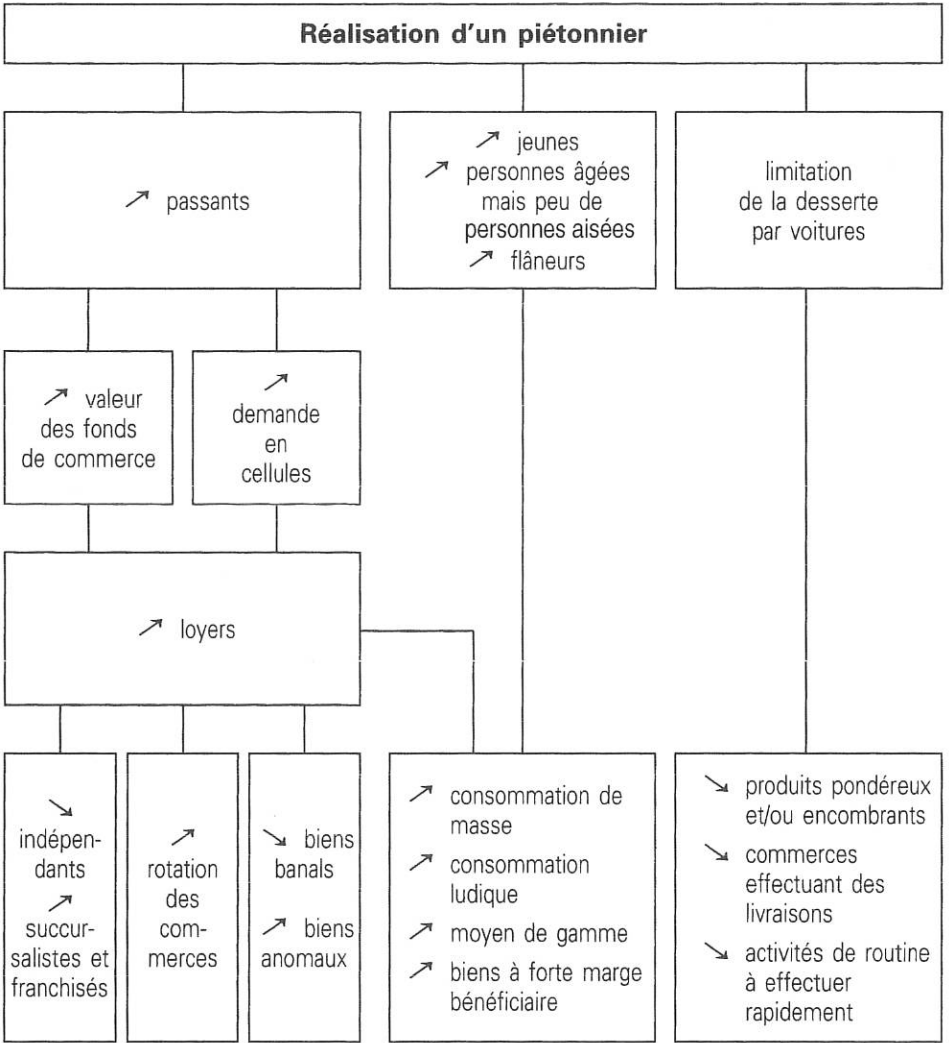 Réalisation d'un piétonnier
↗ passants
↗ jeunes
↗ personnes âgées
mais peu de
personnes aisées
↗ flâneurs
limitation
de la desserte
par voitures
↗ valeur
des fonds
de commerce
↗
demande
en
cellules
↗ loyers
↘
indépen-
dants
↗
succur-
salistes et
franchisés
↗
rotation
des
com-
merces
↘ biens
banals
↗ biens
anomaux
↗ consommation de
masse
↗ consommation
ludique
↗ moyen de gamme
↗ biens à forte marge
bénéficiaire
↘ produits pondéreux
et/ou encombrants
↘ commerces
effectuant des
livraisons
↘ activités de routine
à effectuer
rapidement